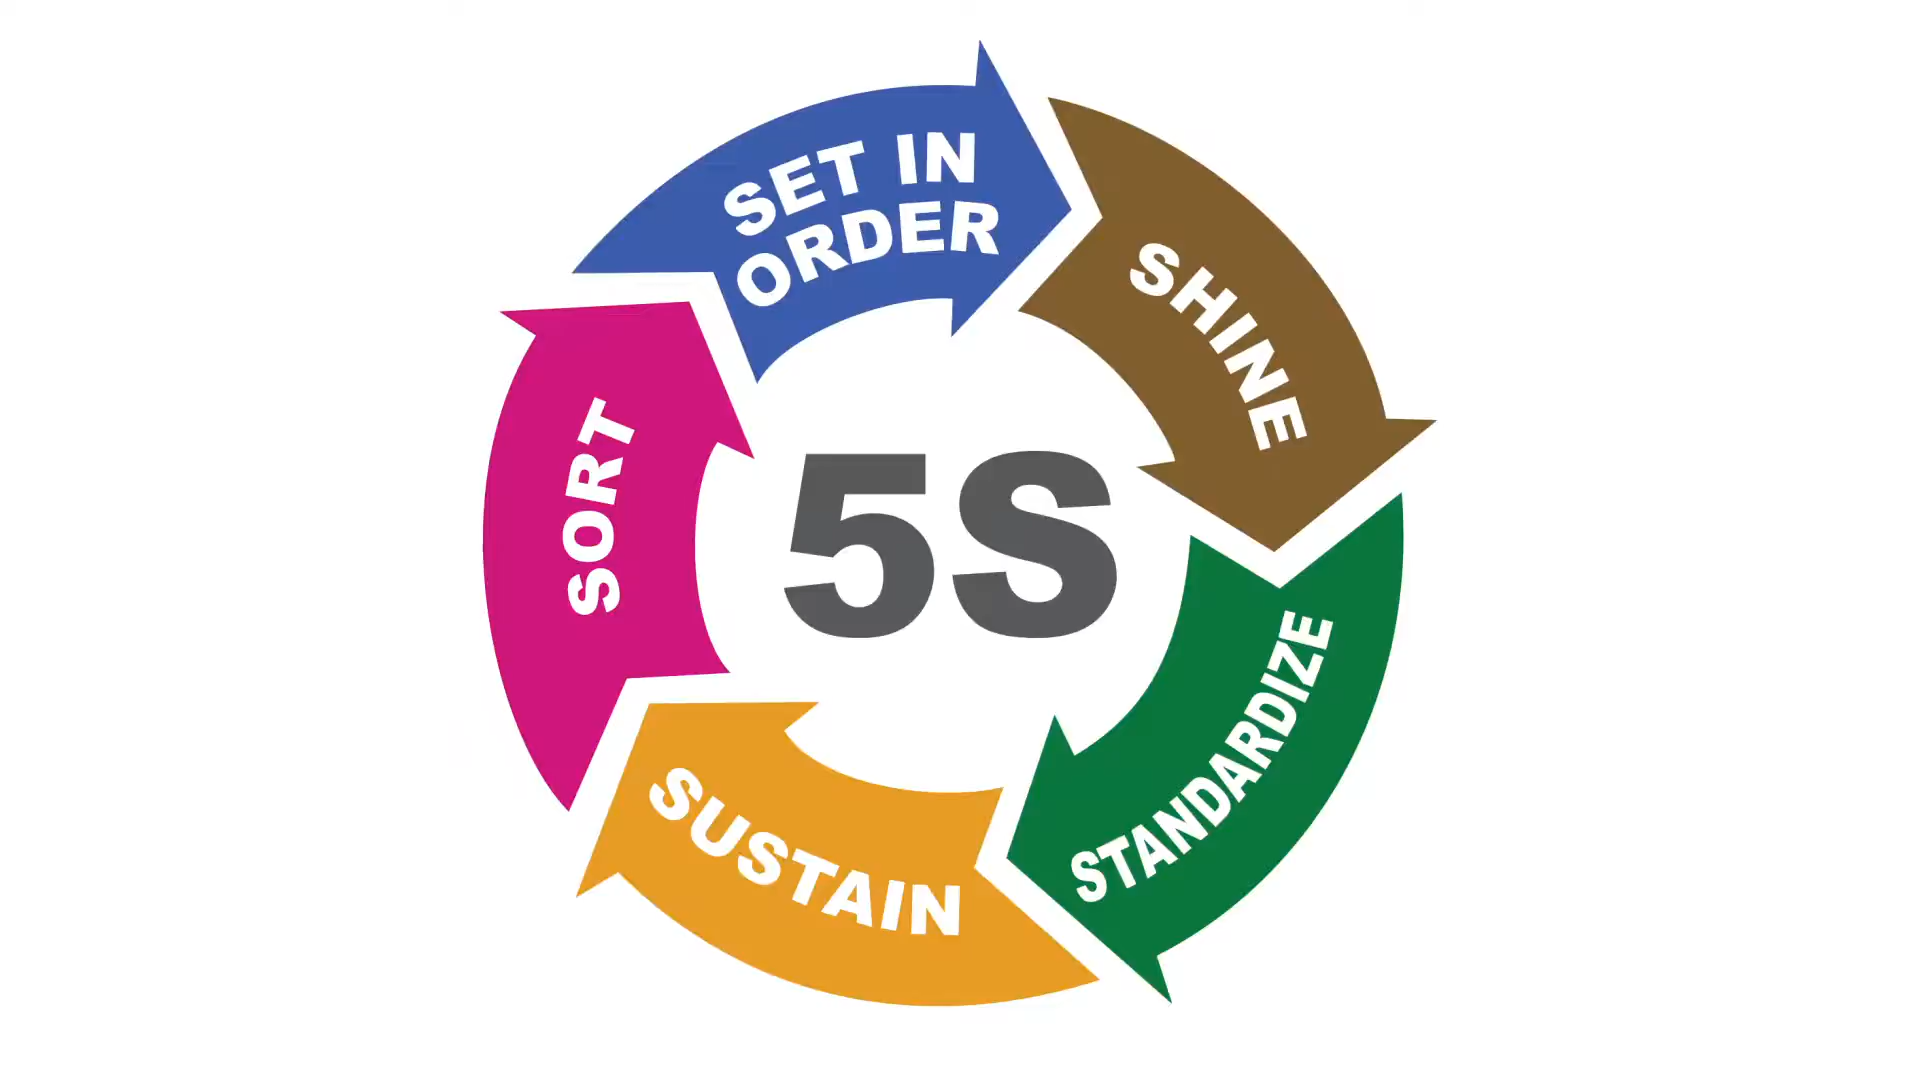 SET IN
ORDER
SHINE
SORT
5S
STANDARDIZE
SUSTAIN